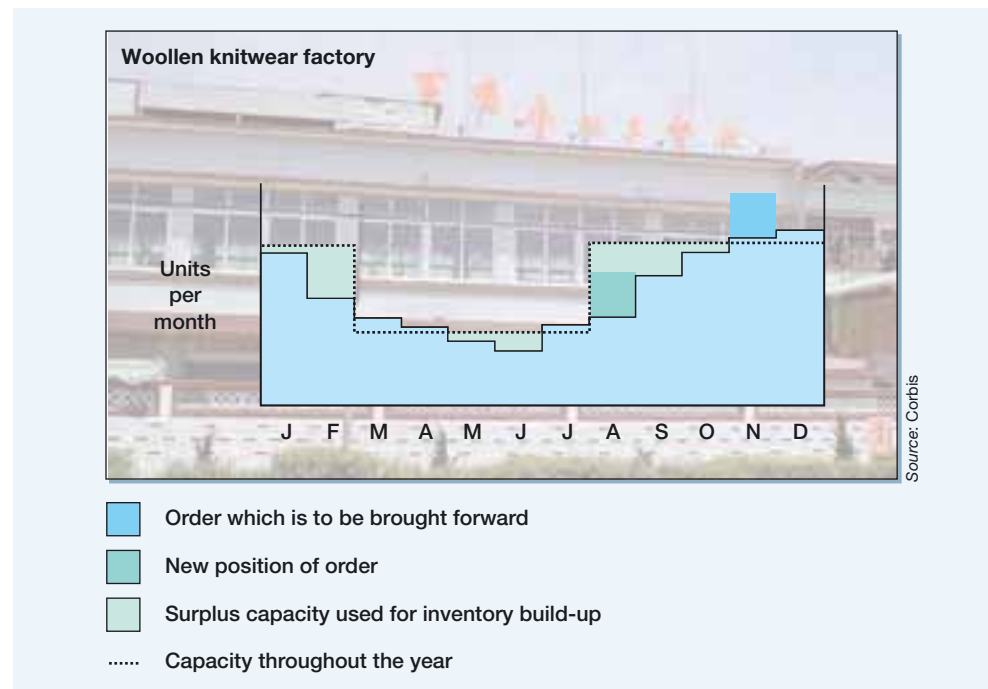 Woollen knitwear factory
Units
per
month
J F M A M J J A S O N D
Source: Corbis
Order which is to be brought forward
New position of order
Surplus capacity used for inventory build-up
Capacity throughout the year